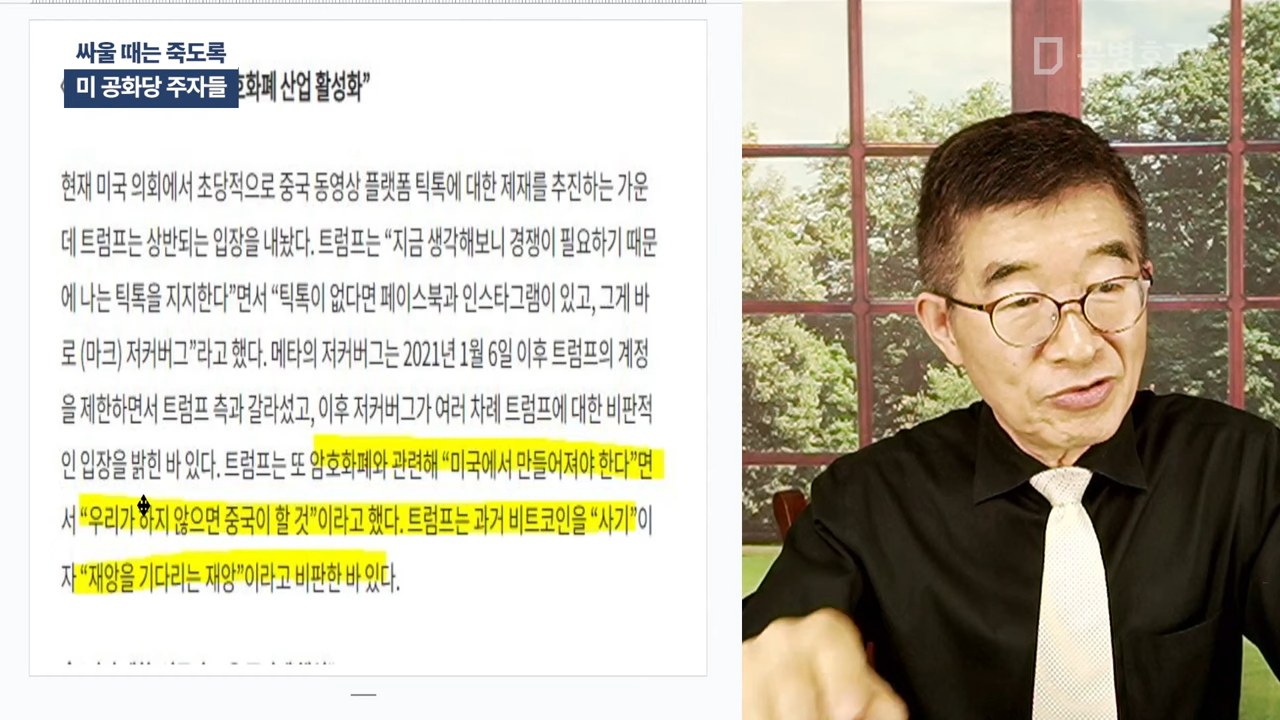 싸울 때는 죽도록
미 공화당 주자들
호화폐 산업 활성화”
현재 미국 의회에서 초당적으로 중국 동영상 플랫폼 틱톡에 대한 제재를 추진하는 가운
데 트럼프는 상반되는 입장을 내놨다. 트럼프는 “지금 생각해보니 경쟁이 필요하기 때문
에 나는 틱톡을 지지한다”면서 “틱톡이 없다면 페이스북과 인스타그램이 있고, 그게 바
로 (마크) 저커버그”라고 했다. 메타의 저커버그는 2021년 1월 6일 이후 트럼프의 계정
을 제한하면서 트럼프 측과 갈라섰고, 이후 저커버그가 여러 차례 트럼프에 대한 비판적
인 입장을 밝힌 바 있다. 트럼프는 또 암호화폐와 관련해 “미국에서 만들어져야 한다”면
서 “우리가 하지 않으면 중국이 할 것”이라고 했다. 트럼프는 과거 비트코인을 “사기”이
자 “재앙을 기다리는 재앙”이라고 비판한 바 있다.
공병호